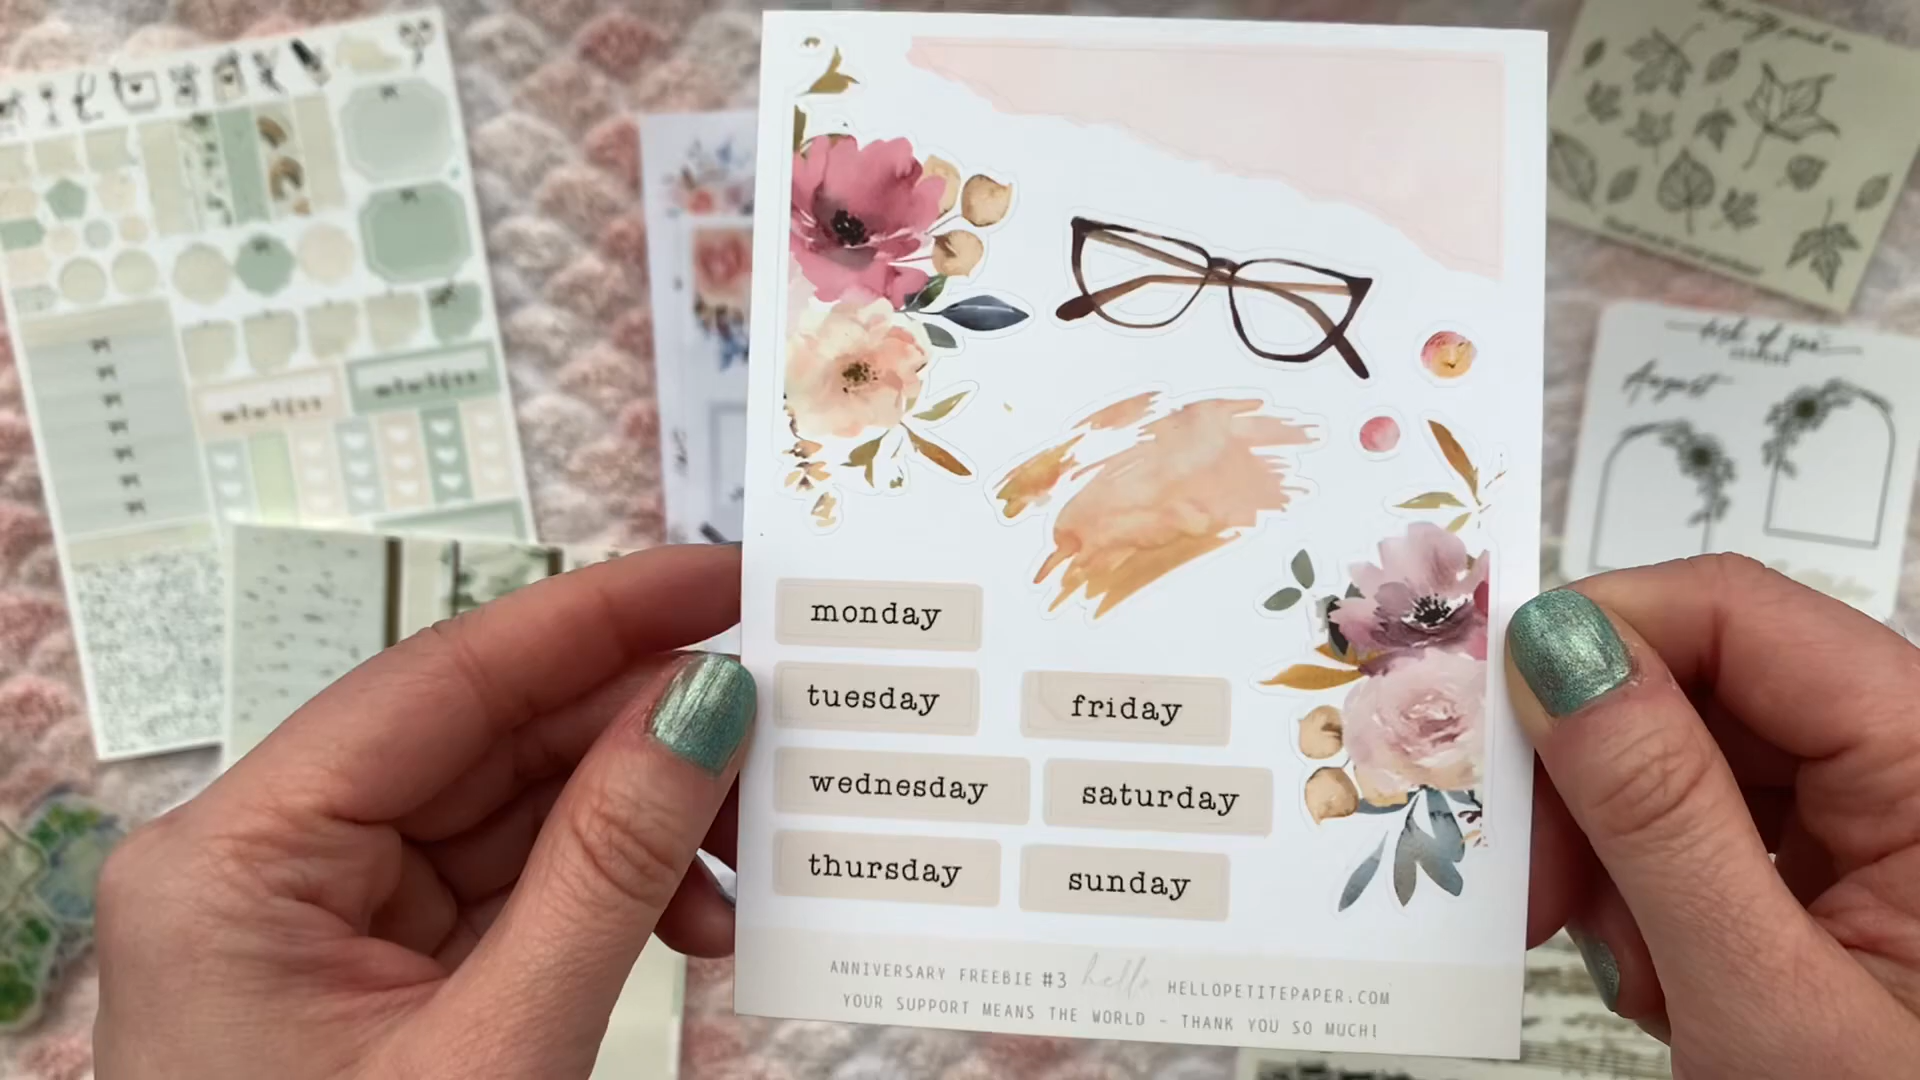 monday
tuesday
wednesday
thursday
friday
saturday
sunday
ANNIVERSARY FREEBIE #3 hello HELLOPETITEPAPER.COM
YOUR SUPPORT MEANS THE WORLD - THANK YOU SO MUCH!
August